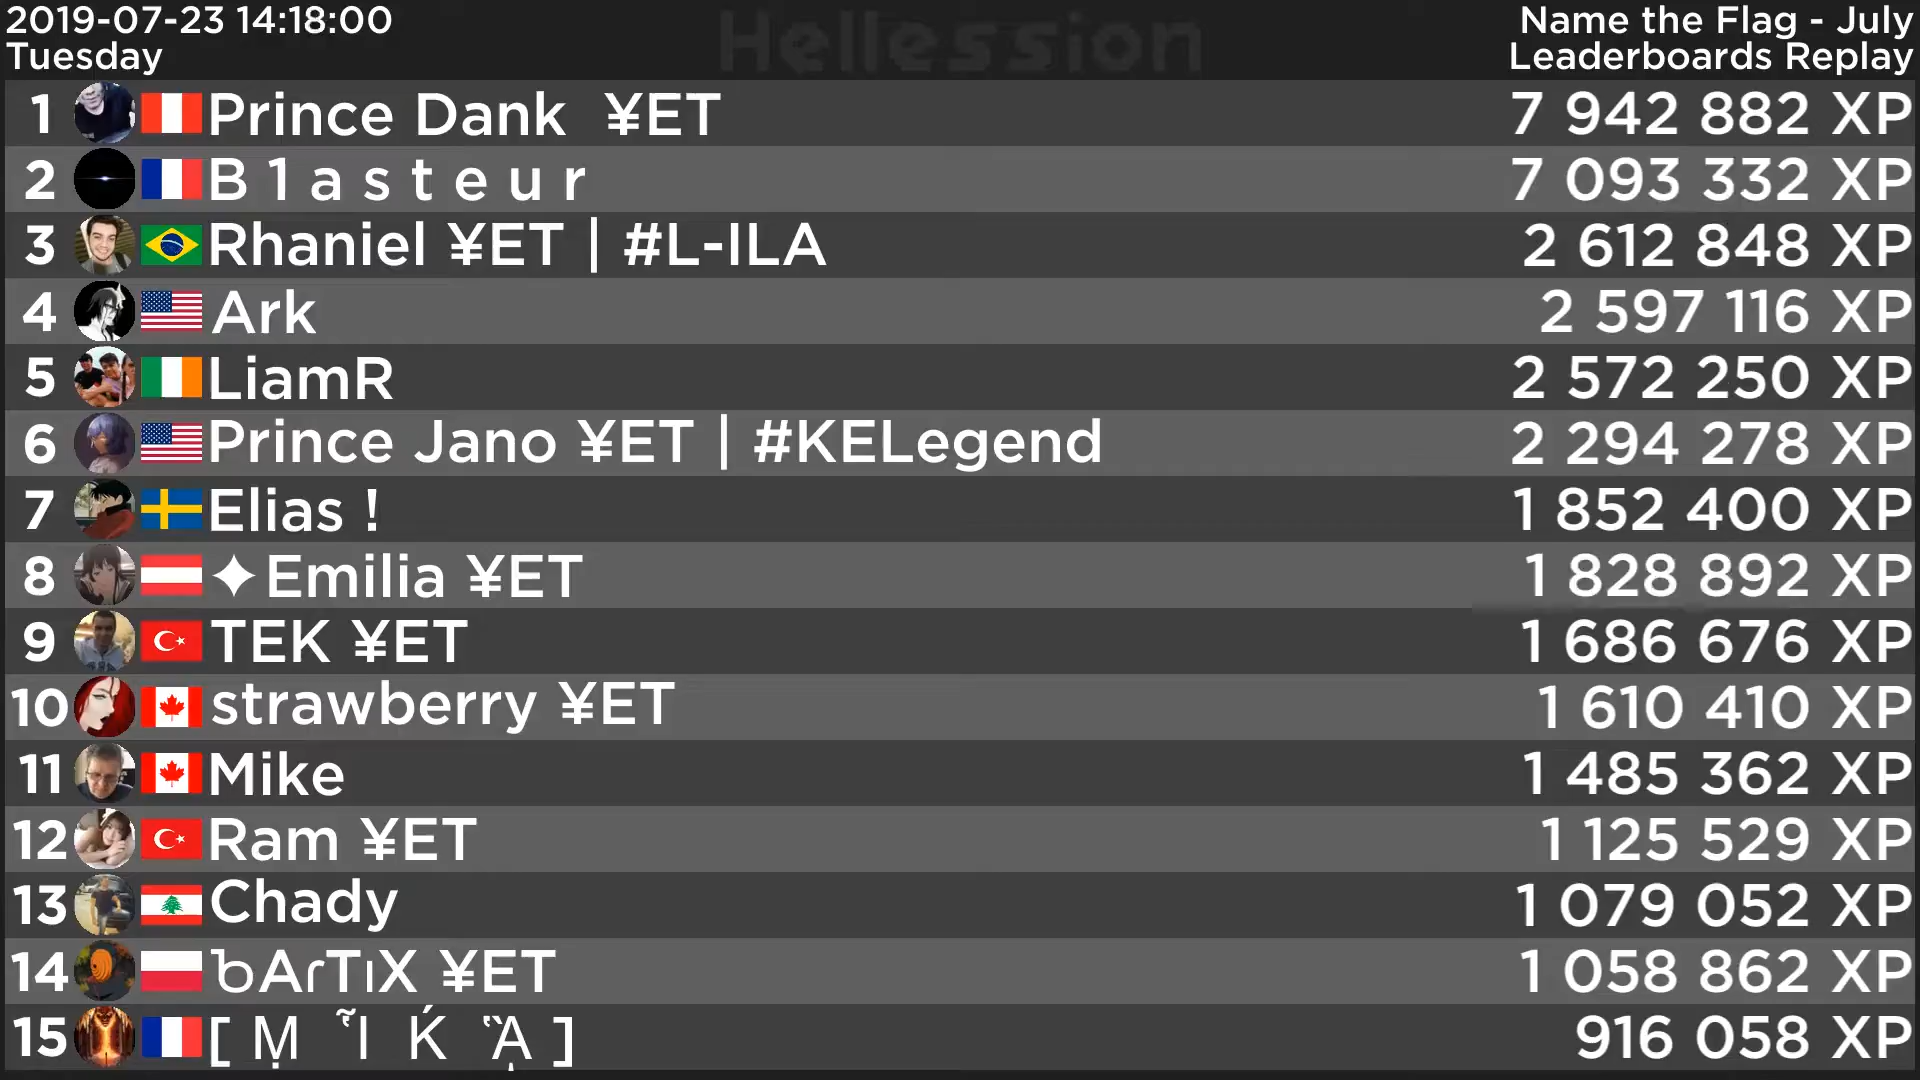 2019-07-23 14:18:00
Tuesday
Hellession
Name the Flag - July
Leaderboards Replay
1 Prince Dank ¥ET 7 942 882 XP
2 B 1 a s t e u r 7 093 332 XP
3 Rhaniel ¥ET | #L-ILA 2 612 848 XP
4 Ark 2 597 116 XP
5 LiamR 2 572 250 XP
6 Prince Jano ¥ET | #KELegend 2 294 278 XP
7 Elias ! 1 852 400 XP
8 ✦Emilia ¥ET 1 828 892 XP
9 TEK ¥ET 1 686 676 XP
10 strawberry ¥ET 1 610 410 XP
11 Mike 1 485 362 XP
12 Ram ¥ET 1 125 529 XP
13 Chady 1 079 052 XP
14 ѢAɾTıX ¥ET 1 058 862 XP
15 [ Ṃ Ἶ Ḱ ᾋ ] 916 058 XP